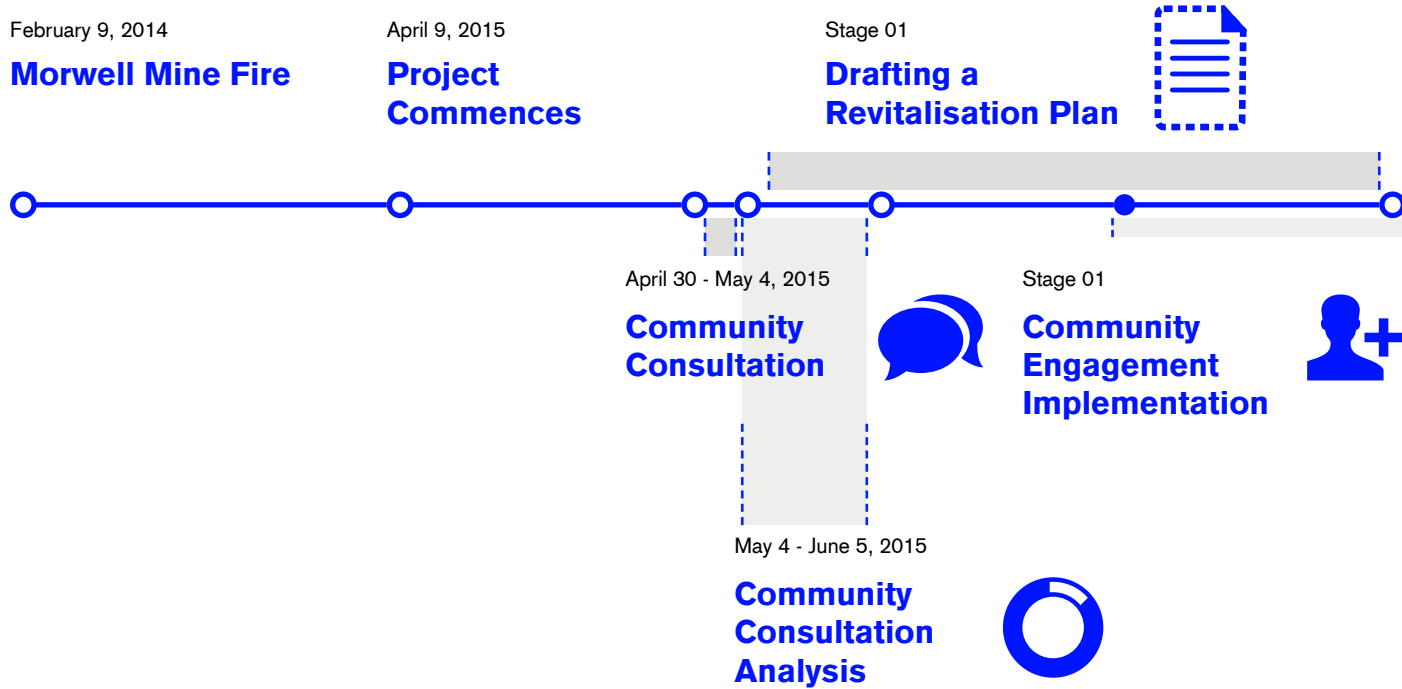 February 9, 2014
Morwell Mine Fire
April 9, 2015
Project
Commences
Stage 01
Drafting a
Revitalisation Plan
April 30 - May 4, 2015
Community
Consultation
Stage 01
Community
Engagement
Implementation
May 4 - June 5, 2015
Community
Consultation
Analysis